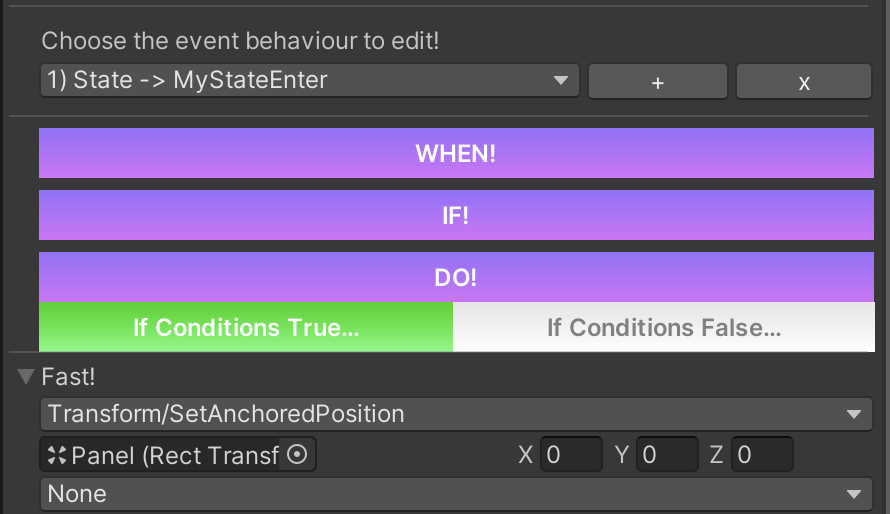 Choose the event behaviour to edit!
1) State -> MyStateEnter + x
WHEN!
IF!
DO!
If Conditions True... If Conditions False...
Fast!
Transform/SetAnchoredPosition
Panel (Rect Transf X 0 Y 0 Z 0
None